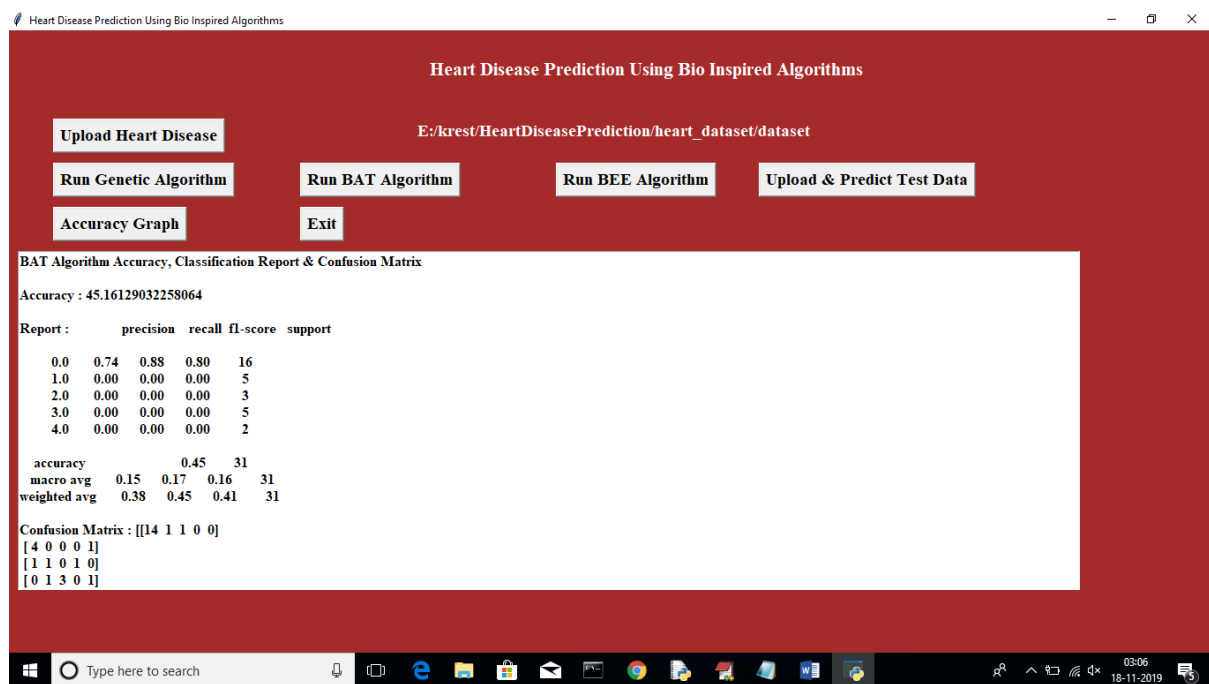 Heart Disease Prediction Using Bio Inspired Algorithms
Heart Disease Prediction Using Bio Inspired Algorithms
Upload Heart Disease
E:/krest/HeartDiseasePrediction/heart_dataset/dataset
Run Genetic Algorithm
Run BAT Algorithm
Run BEE Algorithm
Upload & Predict Test Data
Accuracy Graph
Exit
BAT Algorithm Accuracy, Classification Report & Confusion Matrix
Accuracy : 45.16129032258064
Report : precision recall f1-score support
0.0 0.74 0.88 0.80 16
1.0 0.00 0.00 0.00 5
2.0 0.00 0.00 0.00 3
3.0 0.00 0.00 0.00 5
4.0 0.00 0.00 0.00 2
accuracy 0.45 31
macro avg 0.15 0.17 0.16 31
weighted avg 0.38 0.45 0.41 31
Confusion Matrix : [[14 1 1 0 0]
[ 4 0 0 0 1]
[ 1 1 0 1 0]
[ 0 1 3 0 1]
Type here to search
03:06
18-11-2019
5